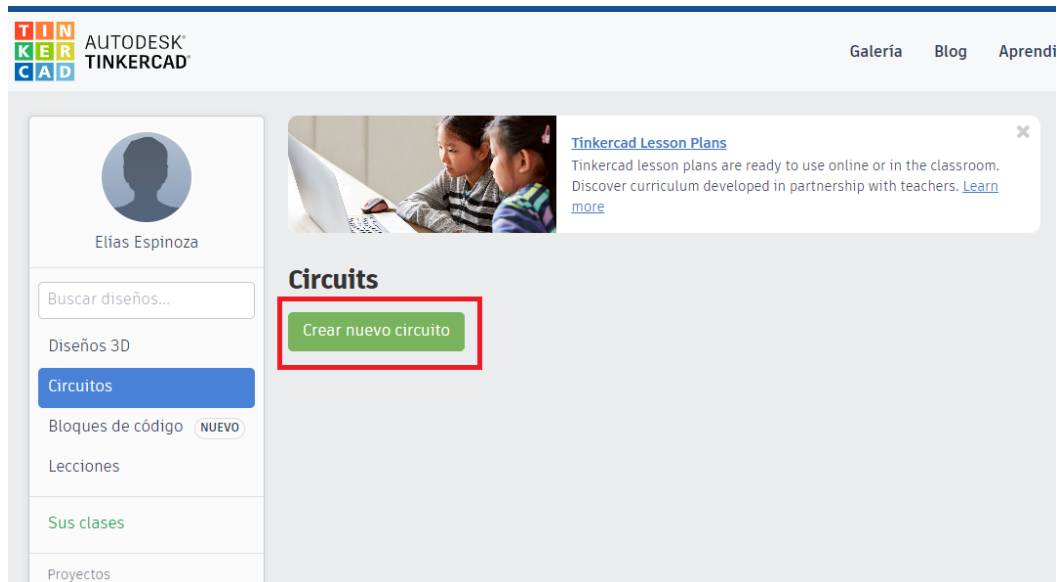 TIN
KER
CAD
AUTODESK®
TINKERCAD®
Galería Blog Aprendi
Elías Espinoza
Buscar diseños...
Diseños 3D
Circuitos
Bloques de código NUEVO
Lecciones
Sus clases
Proyectos
Tinkercad Lesson Plans
Tinkercad lesson plans are ready to use online or in the classroom.
Discover curriculum developed in partnership with teachers. Learn
more
Circuits
Crear nuevo circuito